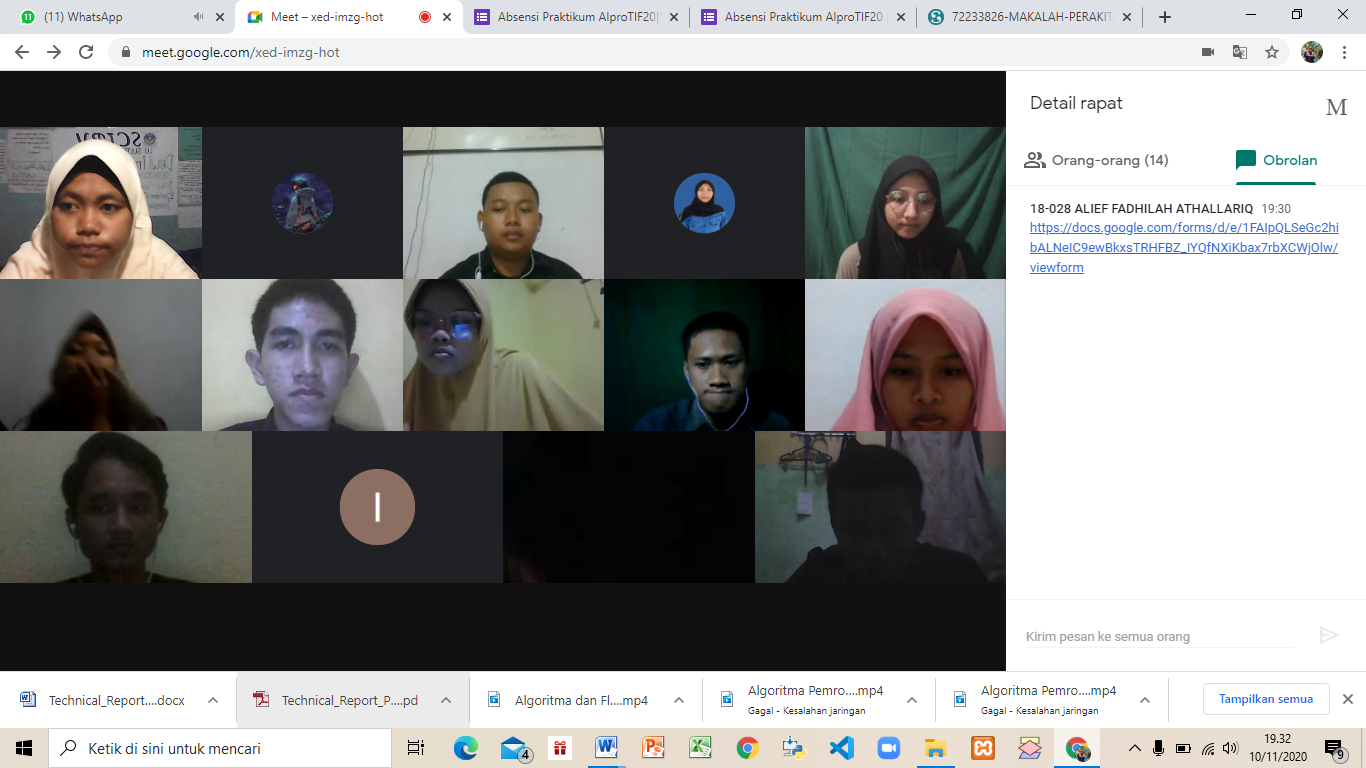 (11) WhatsApp
Meet – xed-imzg-hot
Absensi Praktikum AlproTIF20[
Absensi Praktikum AlproTIF20
72233826-MAKALAH-PERAKIT
meet.google.com/xed-imzg-hot
Detail rapat
M
Orang-orang (14)
Obrolan
18-028 ALIEF FADHILAH ATHALLARIQ 19:30
https://docs.google.com/forms/d/e/1FAIpQLSeGc2hi
bALNeIC9ewBkxsTRHFBZ_IYQfNXiKbax7rbXCWjOlw/
viewform
I
Kirim pesan ke semua orang
Technical_Report....docx
Technical_Report_P....pd
Algoritma dan Fl....mp4
Algoritma Pemro....mp4
Gagal - Kesalahan jaringan
Algoritma Pemro....mp4
Gagal - Kesalahan jaringan
Tampilkan semua
Ketik di sini untuk mencari
4
19.32
10/11/2020
9